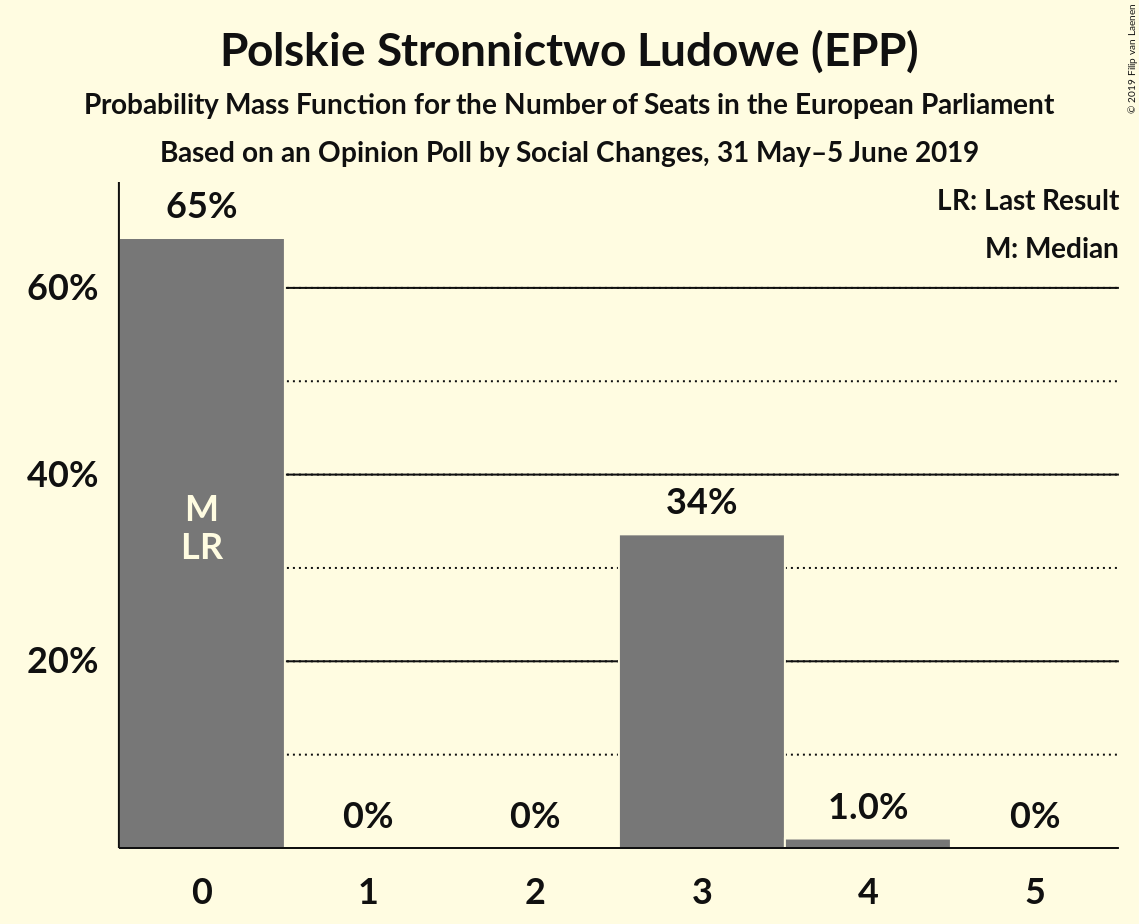 Polskie Stronnictwo Ludowe (EPP)
Probability Mass Function for the Number of Seats in the European Parliament
Based on an Opinion Poll by Social Changes, 31 May–5 June 2019
© 2019 Filip van Laenen
LR: Last Result
M: Median
65%
60%
40%
20%
M
LR
0%
0%
34%
1.0%
0%
0
1
2
3
4
5